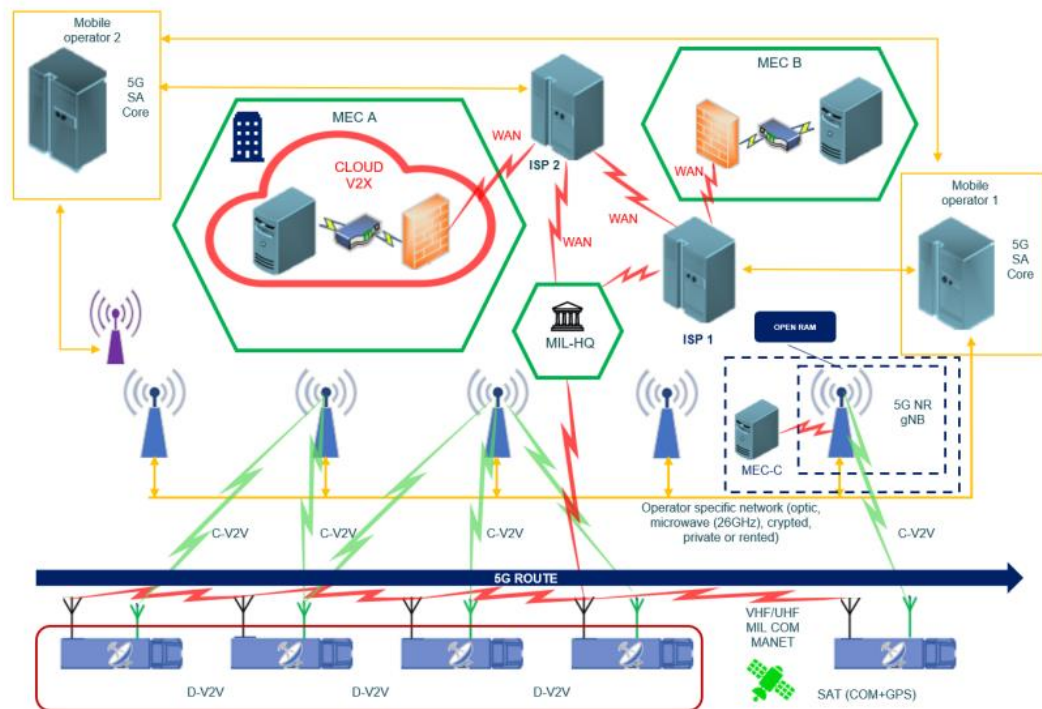 Mobile
operator 2
5G
SA
Core
MEC A
CLOUD
V2X
WAN
ISP 2
MEC B
WAN
WAN
WAN
Mobile
operator 1
5G
SA
Core
MIL-HQ
ISP 1
OPEN RAM
5G NR
gNB
MEC-C
Operator specific network (optic,
microwave (26GHz), crypted,
private or rented)
C-V2V
C-V2V
C-V2V
C-V2V
5G ROUTE
VHF/UHF
MIL COM
MANET
D-V2V
D-V2V
D-V2V
SAT (COM+GPS)